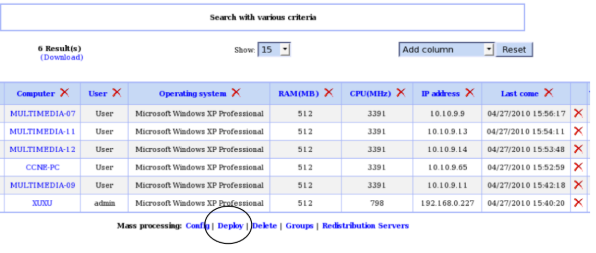 Search with various criteria
6 Result(s)
(Download)
Show: 15
Add column
Reset
Computer User Operating system RAM(MB) CPU(MHz) IP address Last come
MULTIMEDIA-07 User Microsoft Windows XP Professional 512 3391 10.10.9.9 04/27/2010 15:56:17
MULTIMEDIA-11 User Microsoft Windows XP Professional 512 3391 10.10.9.13 04/27/2010 15:54:11
MULTIMEDIA-12 User Microsoft Windows XP Professional 512 3391 10.10.9.14 04/27/2010 15:53:48
CCNE-PC User Microsoft Windows XP Professional 512 3391 10.10.9.65 04/27/2010 15:52:59
MULTIMEDIA-09 User Microsoft Windows XP Professional 512 3391 10.10.9.11 04/27/2010 15:42:18
XUXU admin Microsoft Windows XP Professional 512 798 192.168.0.227 04/27/2010 15:40:20
Mass processing: Config | Deploy | Delete | Groups | Redistribution Servers